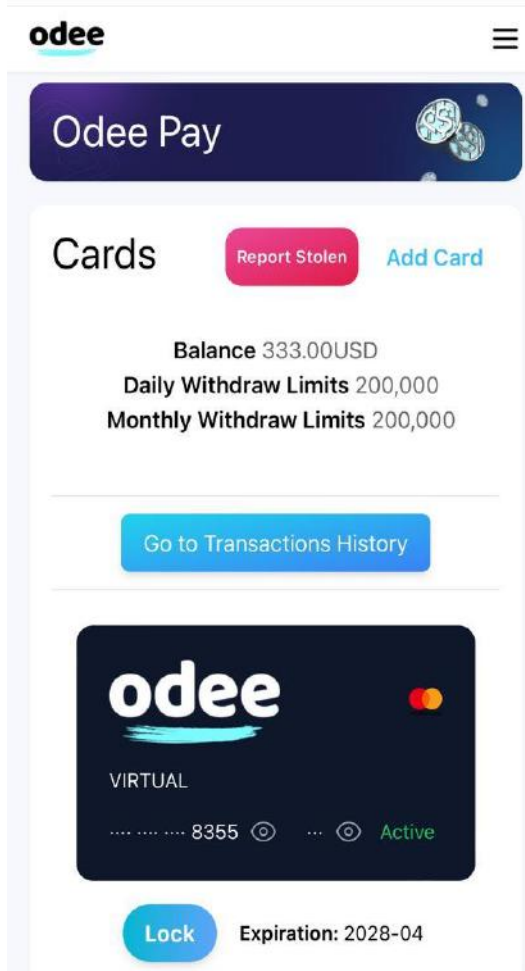 odee
Odee Pay
Cards
Report Stolen
Add Card
Balance 333.00USD
Daily Withdraw Limits 200,000
Monthly Withdraw Limits 200,000
Go to Transactions History
odee
VIRTUAL
.... .... .... 8355 ... Active
Lock
Expiration: 2028-04